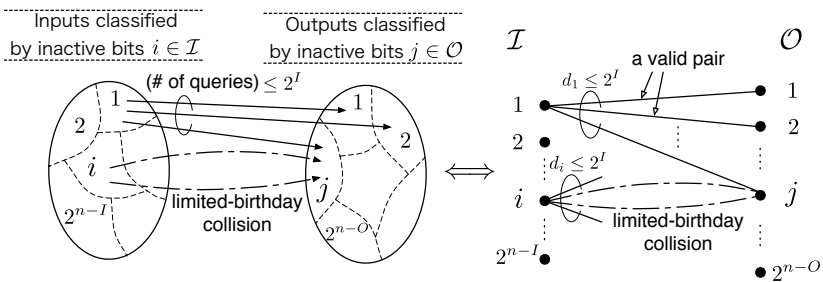 Inputs classified
by inactive bits i ∈ 𝓘
Outputs classified
by inactive bits j ∈ 𝒪
(# of queries) ≤ 2^I
1
2
i
2^{n-I}
1
2
j
2^{n-O}
limited-birthday
collision
⟺
𝓘
𝒪
a valid pair
d_1 ≤ 2^I
1
2
d_i ≤ 2^I
i
2^{n-I}
1
2
j
2^{n-O}
limited-birthday
collision